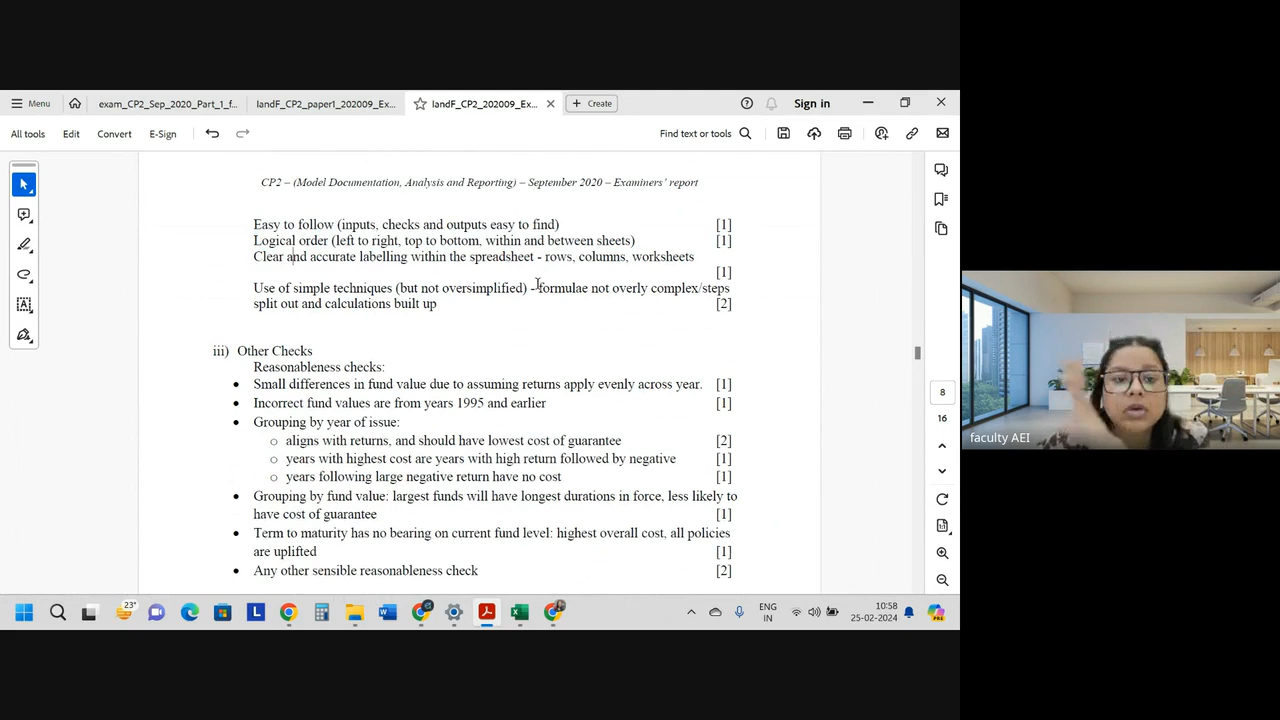 Menu
exam_CP2_Sep_2020_Part_1_f...
IandF_CP2_paper1_202009_Ex...
IandF_CP2_202009_Ex...
Create
Sign in
All tools
Edit
Convert
E-Sign
Find text or tools
CP2 – (Model Documentation, Analysis and Reporting) – September 2020 – Examiners’ report
Easy to follow (inputs, checks and outputs easy to find) [1]
Logical order (left to right, top to bottom, within and between sheets) [1]
Clear and accurate labelling within the spreadsheet - rows, columns, worksheets
[1]
Use of simple techniques (but not oversimplified) - formulae not overly complex/steps
split out and calculations built up [2]
iii) Other Checks
Reasonableness checks:
• Small differences in fund value due to assuming returns apply evenly across year. [1]
• Incorrect fund values are from years 1995 and earlier [1]
• Grouping by year of issue:
o aligns with returns, and should have lowest cost of guarantee [2]
o years with highest cost are years with high return followed by negative [1]
o years following large negative return have no cost [1]
• Grouping by fund value: largest funds will have longest durations in force, less likely to
have cost of guarantee [1]
• Term to maturity has no bearing on current fund level: highest overall cost, all policies
are uplifted [1]
• Any other sensible reasonableness check [2]
8
16
faculty AEI
23°
L
ENG
IN
10:58
25-02-2024